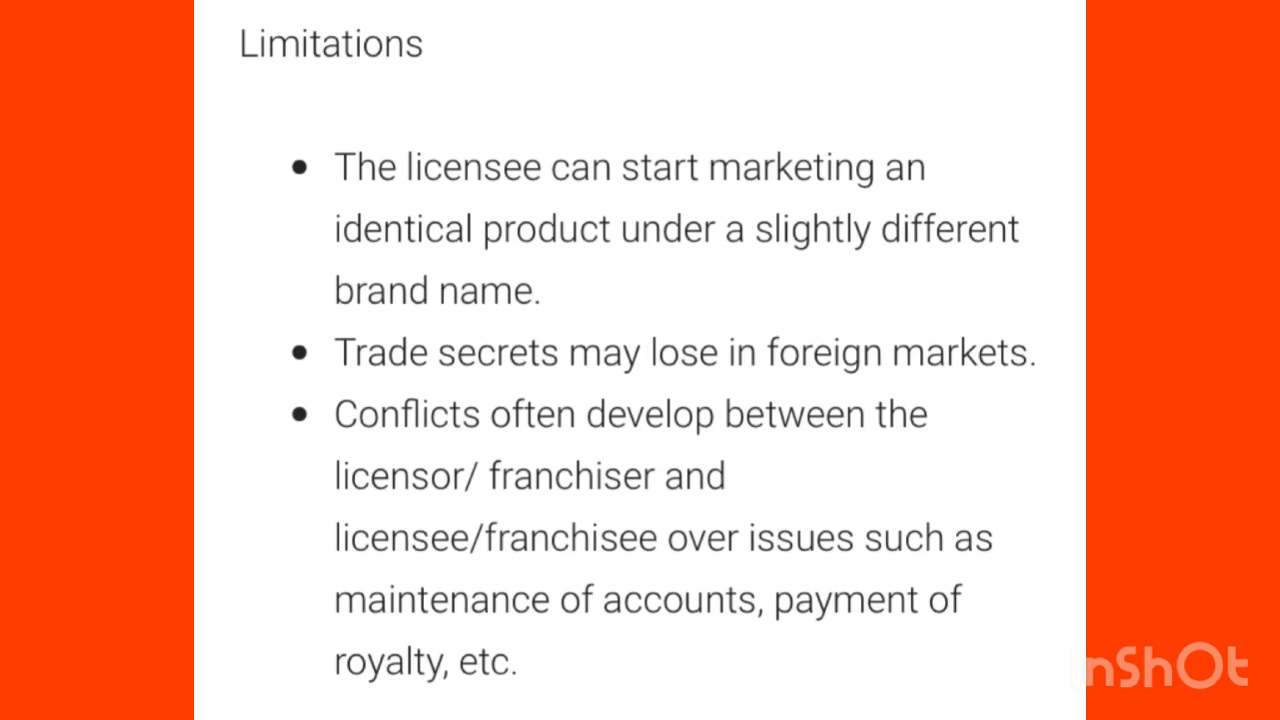 Limitations
• The licensee can start marketing an
identical product under a slightly different
brand name.
• Trade secrets may lose in foreign markets.
• Conflicts often develop between the
licensor/ franchiser and
licensee/franchisee over issues such as
maintenance of accounts, payment of
royalty, etc.
nShOt